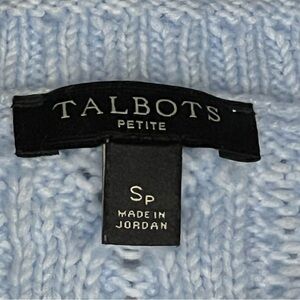 TALBOTS
PETITE
SP
MADE IN
JORDAN